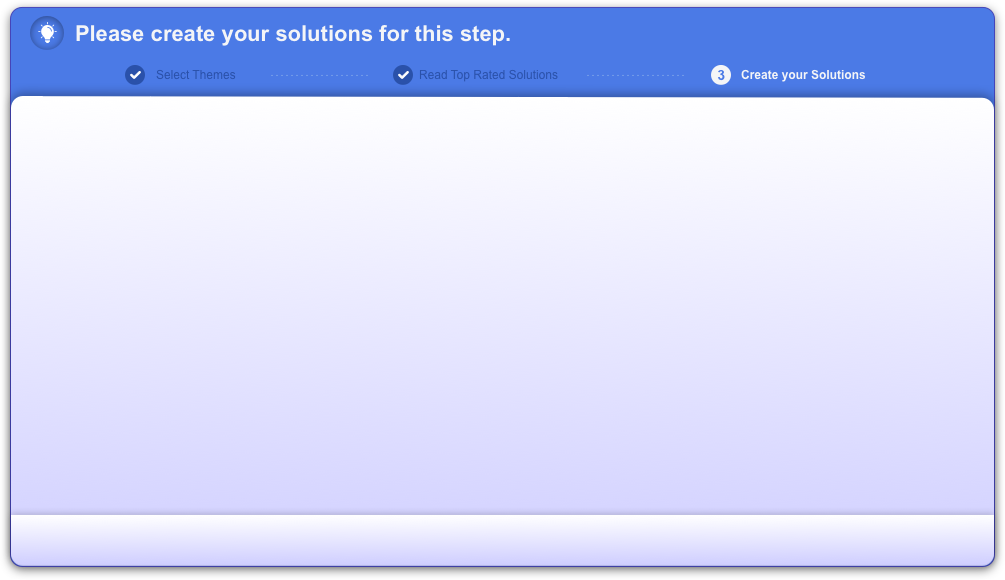 Please create your solutions for this step.
Select Themes
Read Top Rated Solutions
3 Create your Solutions